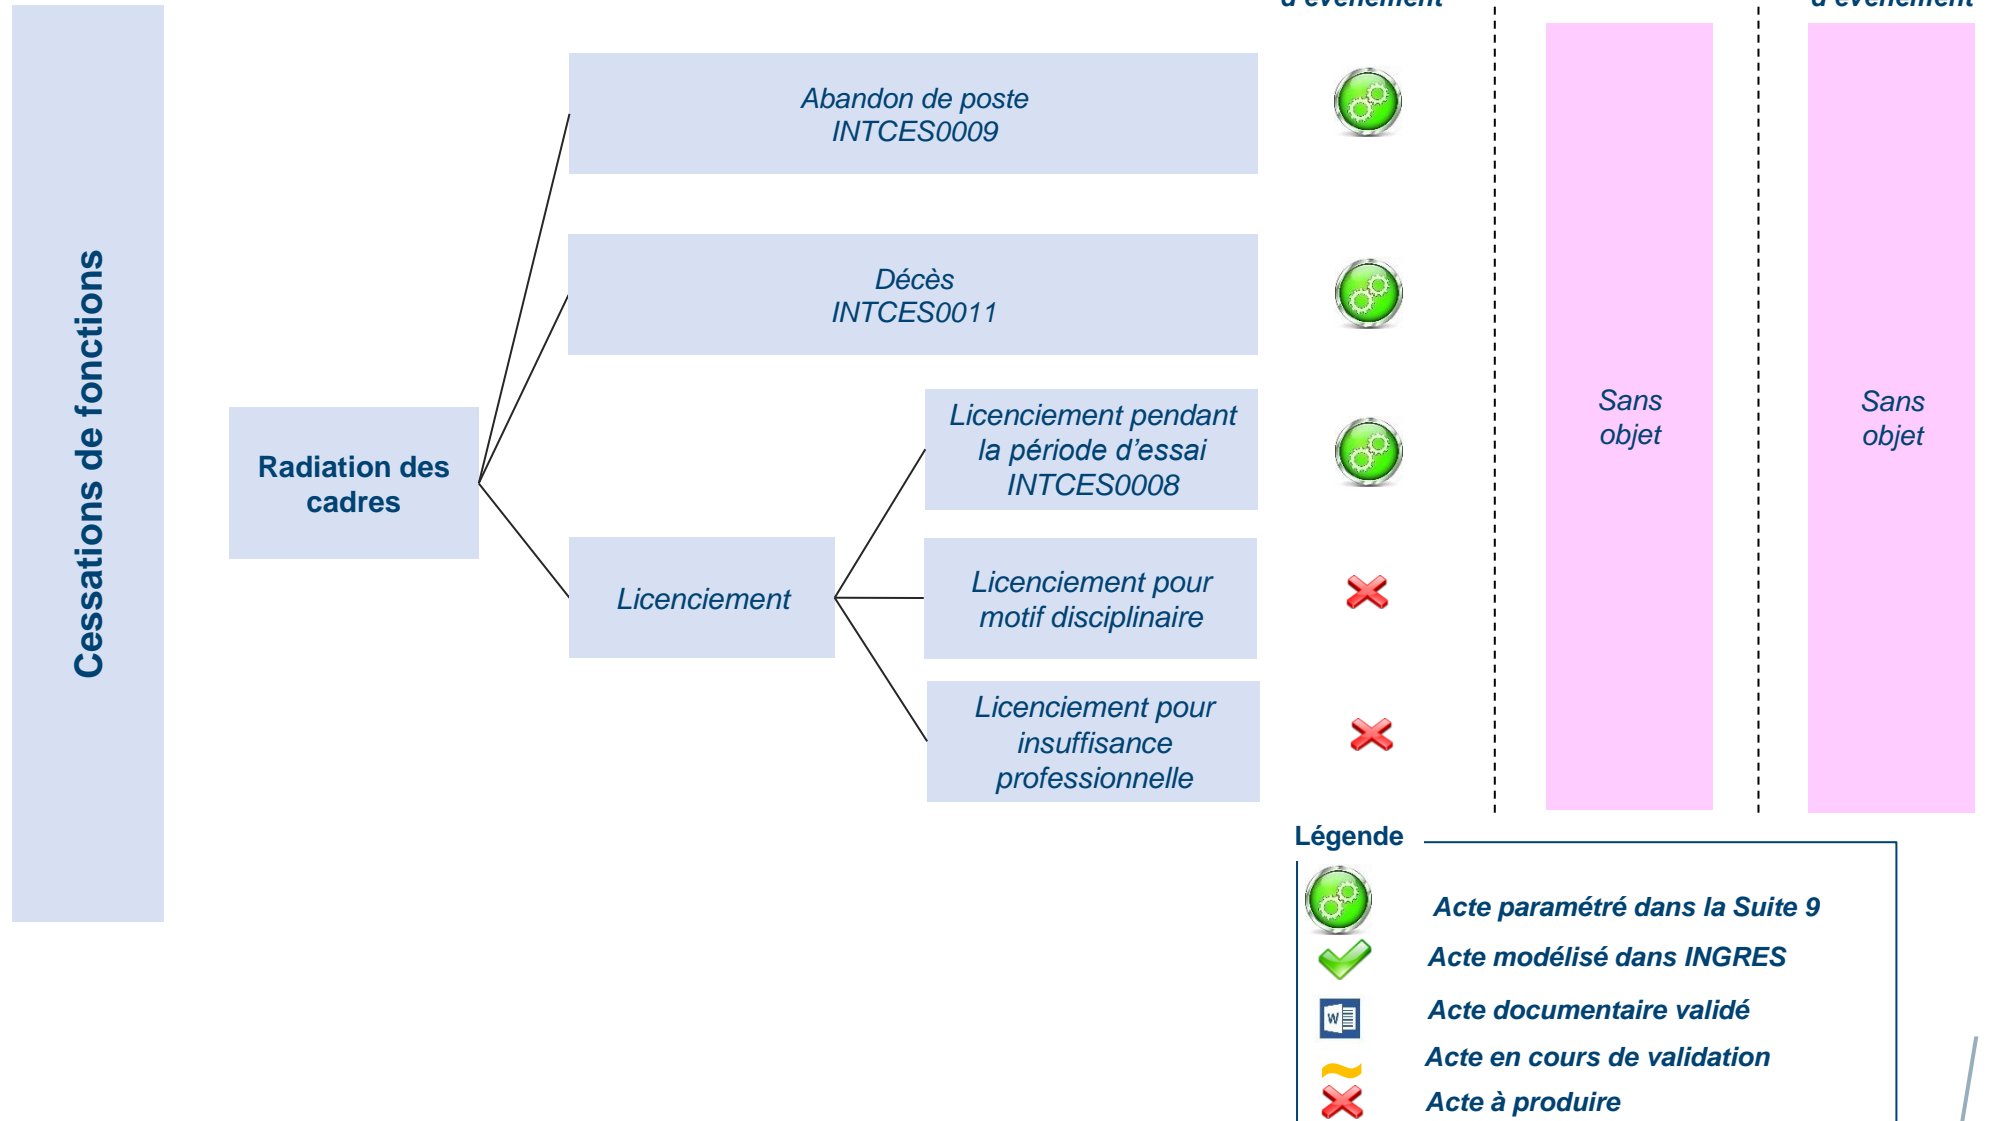 d'évènement
d'évènement
Cessations de fonctions
Radiation des
cadres
Abandon de poste
INTCES0009
Décès
INTCES0011
Licenciement
Licenciement pendant
la période d'essai
INTCES0008
Licenciement pour
motif disciplinaire
Licenciement pour
insuffisance
professionnelle
Sans
objet
Sans
objet
Légende
Acte paramétré dans la Suite 9
Acte modélisé dans INGRES
W
Acte documentaire validé
Acte en cours de validation
Acte à produire